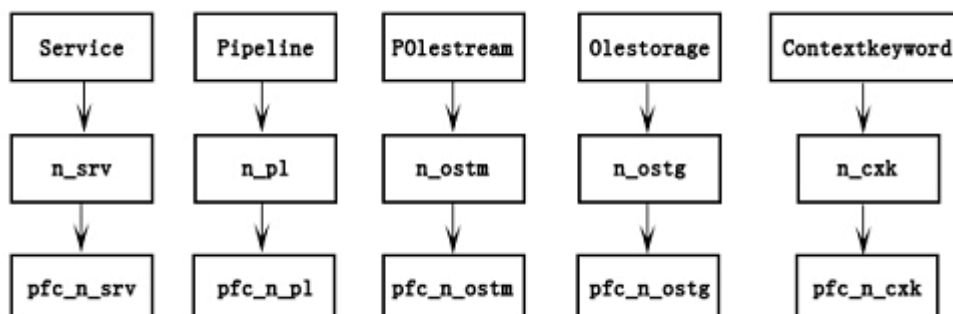 Service Pipeline POlestream Olestorage Contextkeyword
n_srv n_pl n_ostm n_ostg n_cxk
pfc_n_srv pfc_n_pl pfc_n_ostm pfc_n_ostg pfc_n_cxk